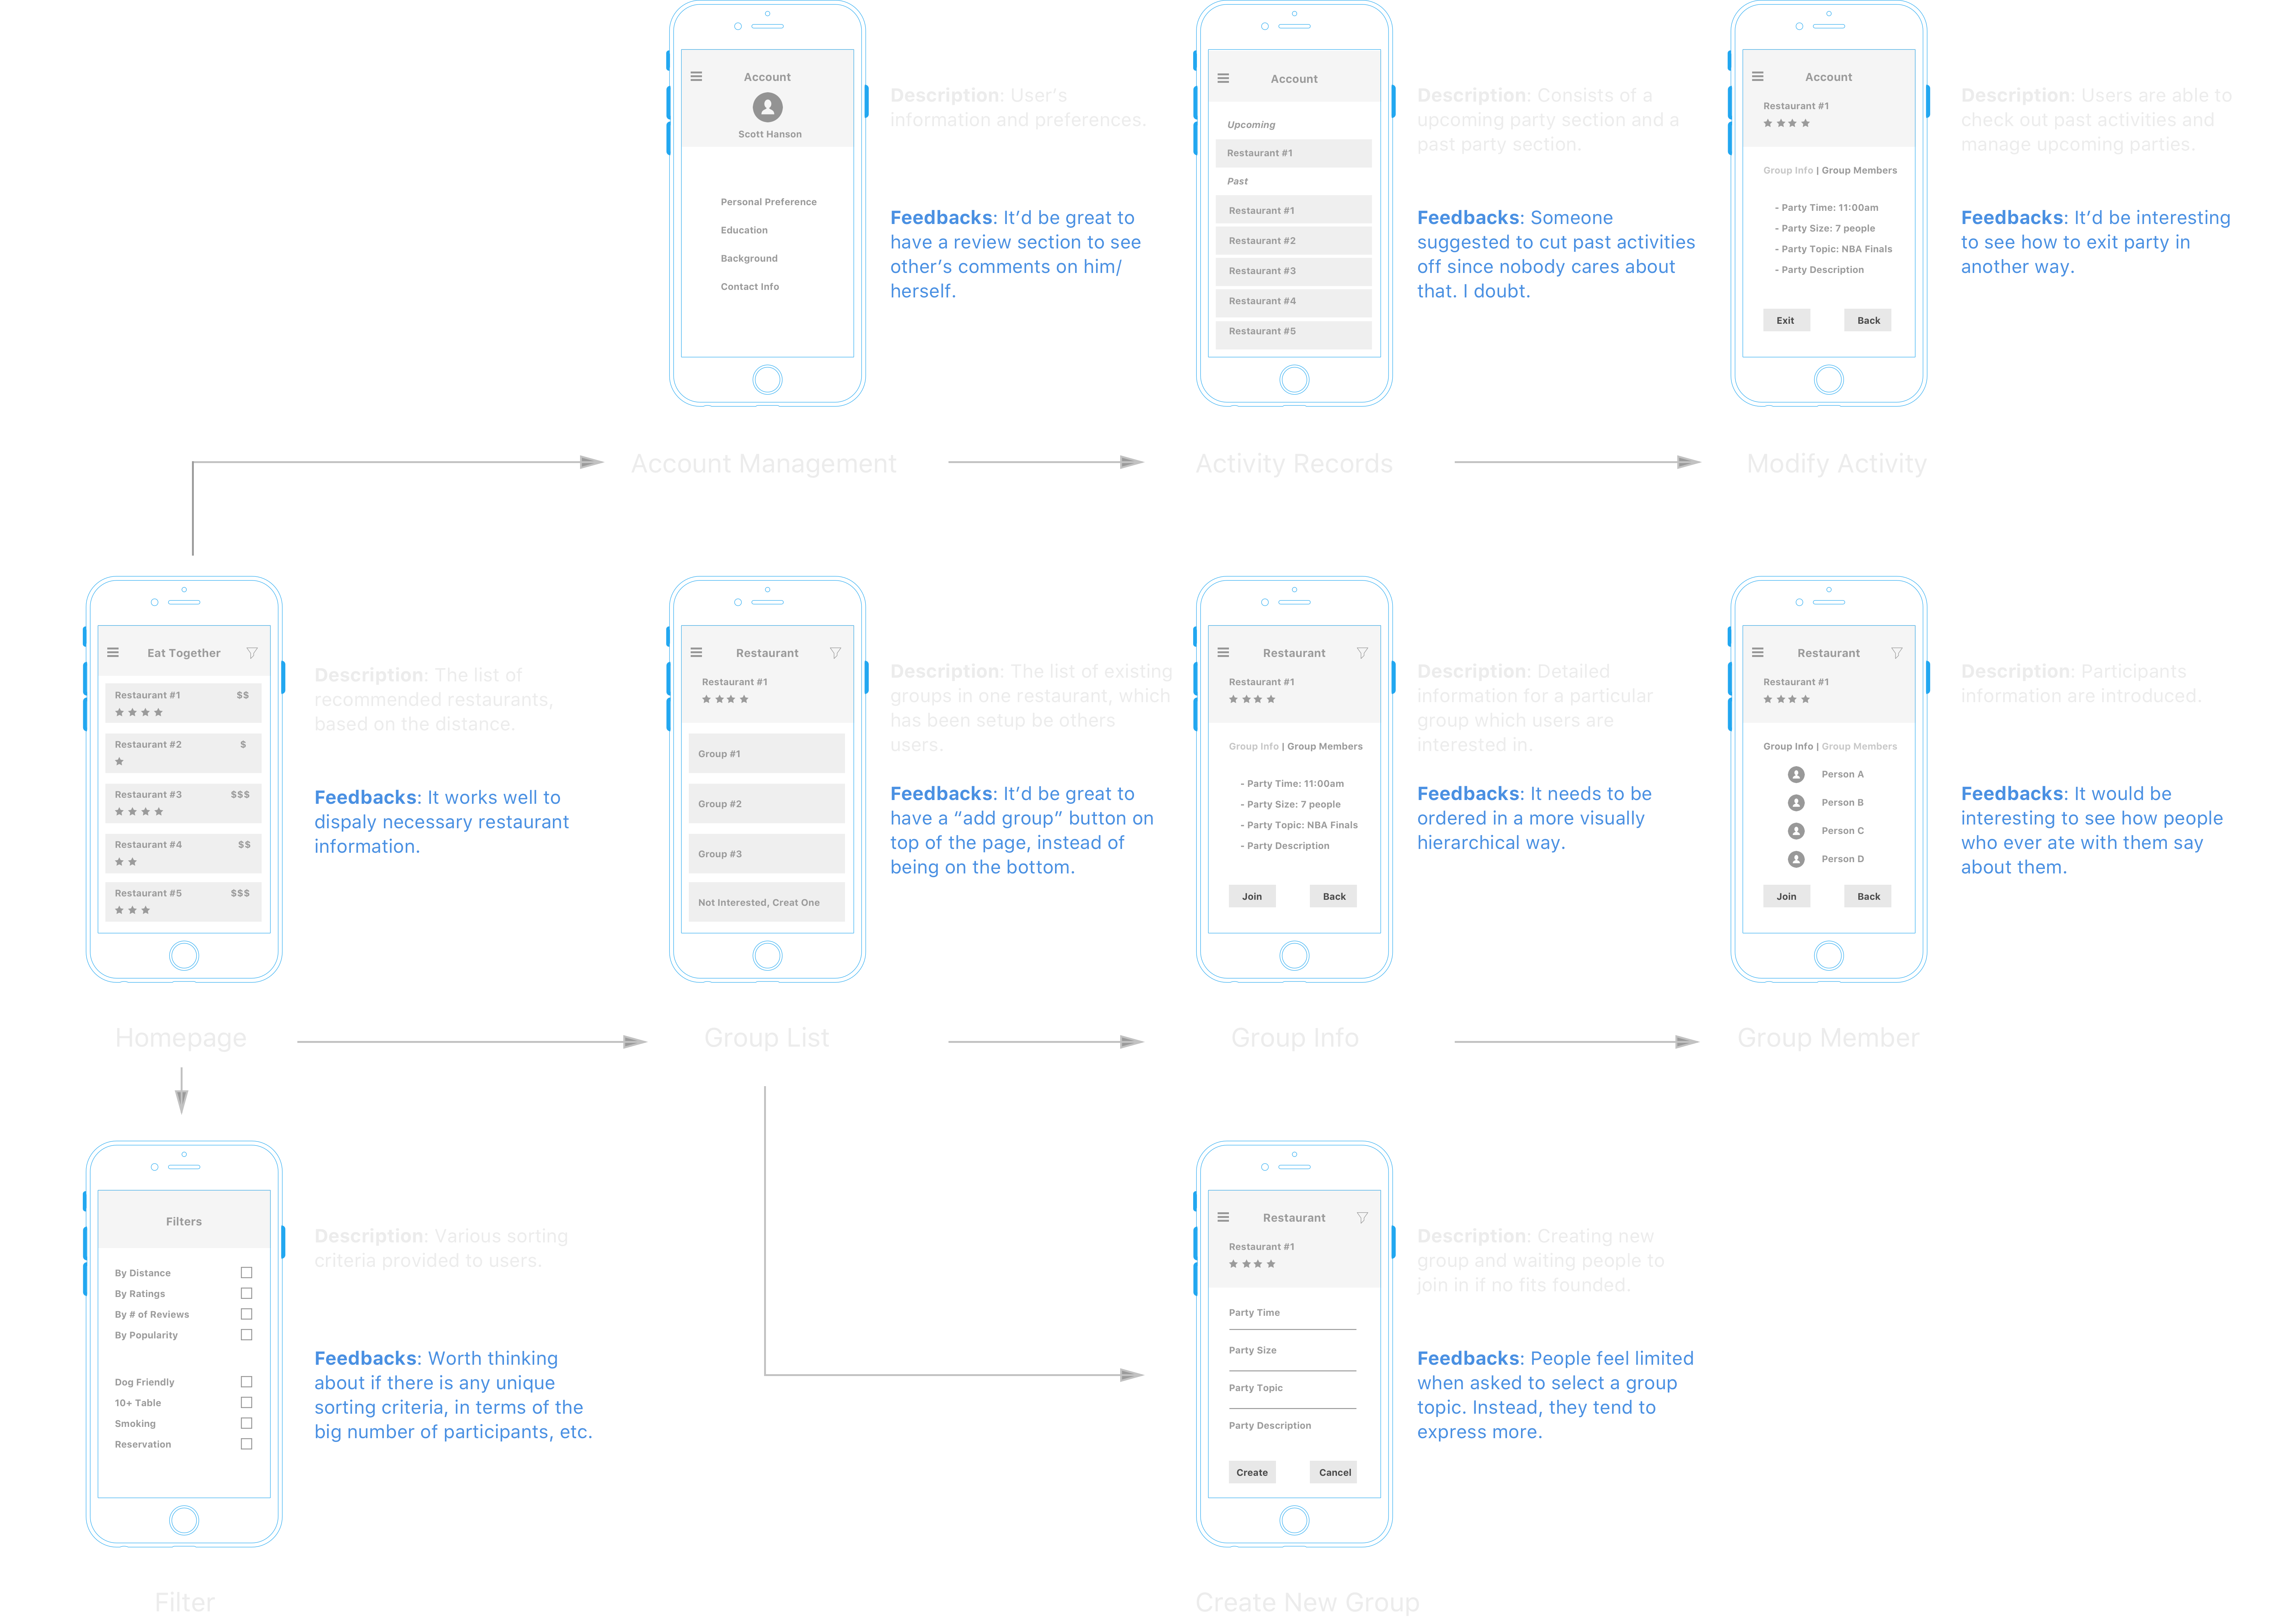 Account
Scott Hanson
Personal Preference
Education
Background
Contact Info
Description: User's
information and preferences.
Feedbacks: It'd be great to
have a review section to see
other's comments on him/
herself.
Account Management
Account
Upcoming
Restaurant #1
Past
Restaurant #1
Restaurant #2
Restaurant #3
Restaurant #4
Restaurant #5
Description: Consists of a
upcoming party section and a
past party section.
Feedbacks: Someone
suggested to cut past activities
off since nobody cares about
that. I doubt.
Activity Records
Account
Restaurant #1
Group Info | Group Members
- Party Time: 11:00am
- Party Size: 7 people
- Party Topic: NBA Finals
- Party Description
Exit Back
Description: Users are able to
check out past activities and
manage upcoming parties.
Feedbacks: It'd be interesting
to see how to exit party in
another way.
Modify Activity
Eat Together
Restaurant #1 $$
Restaurant #2 $
Restaurant #3 $$$
Restaurant #4 $$
Restaurant #5 $$$
Description: The list of
recommended restaurants,
based on the distance.
Feedbacks: It works well to
dispaly necessary restaurant
information.
Homepage
Restaurant
Restaurant #1
Group #1
Group #2
Group #3
Not Interested, Creat One
Description: The list of existing
groups in one restaurant, which
has been setup be others
users.
Feedbacks: It'd be great to
have a “add group” button on
top of the page, instead of
being on the bottom.
Group List
Restaurant
Restaurant #1
Group Info | Group Members
- Party Time: 11:00am
- Party Size: 7 people
- Party Topic: NBA Finals
- Party Description
Join Back
Description: Detailed
information for a particular
group which users are
interested in.
Feedbacks: It needs to be
ordered in a more visually
hierarchical way.
Group Info
Restaurant
Restaurant #1
Group Info | Group Members
Person A
Person B
Person C
Person D
Join Back
Description: Participants
information are introduced.
Feedbacks: It would be
interesting to see how people
who ever ate with them say
about them.
Group Member
Filters
By Distance
By Ratings
By # of Reviews
By Popularity
Dog Friendly
10+ Table
Smoking
Reservation
Description: Various sorting
criteria provided to users.
Feedbacks: Worth thinking
about if there is any unique
sorting criteria, in terms of the
big number of participants, etc.
Filter
Restaurant
Restaurant #1
Party Time
Party Size
Party Topic
Party Description
Create Cancel
Description: Creating new
group and waiting people to
join in if no fits founded.
Feedbacks: People feel limited
when asked to select a group
topic. Instead, they tend to
express more.
Create New Group